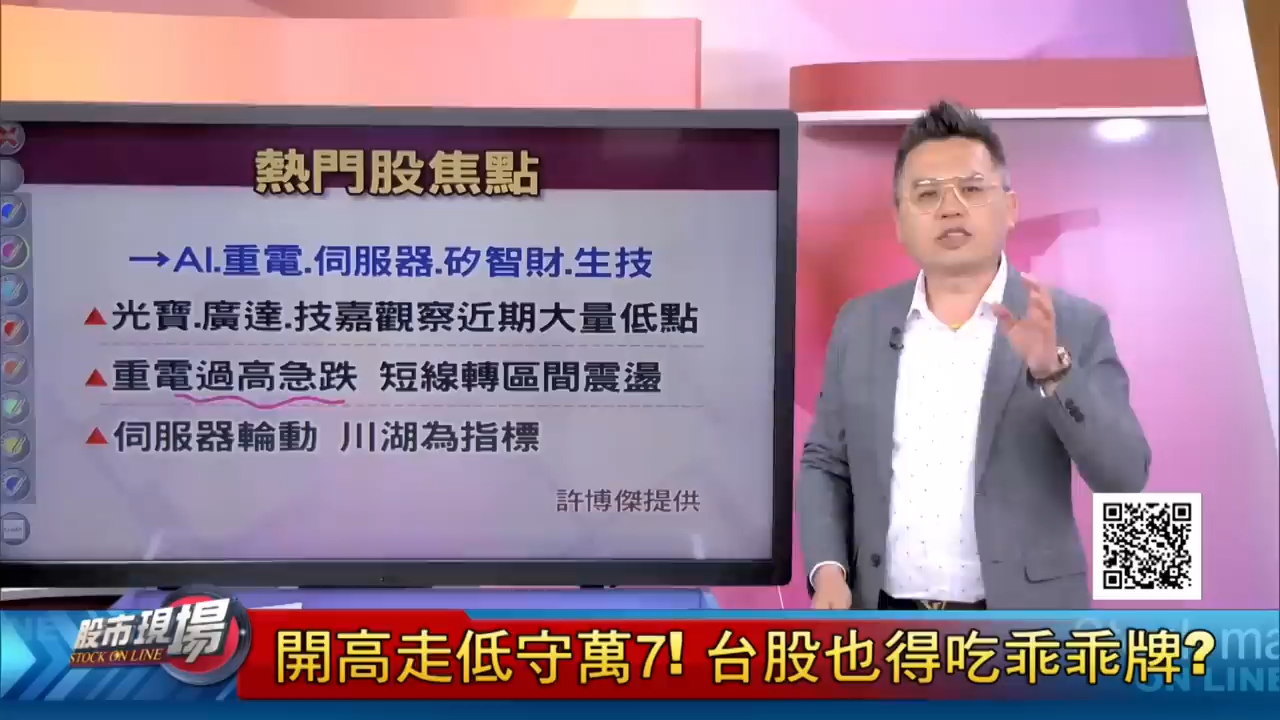 熱門股焦點
→AI.重電.伺服器.矽智財.生技
▲光寶.廣達.技嘉觀察近期大量低點
▲重電過高急跌 短線轉區間震盪
▲伺服器輪動 川湖為指標
許博傑提供
股市現場
STOCK ON LINE
開高走低守萬7! 台股也得吃乖乖牌?
ON LINE